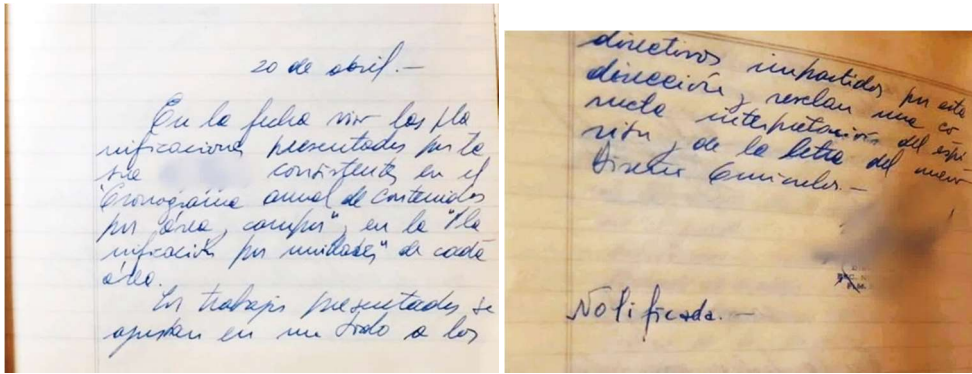 20 de abril.-
En la fecha visé las pla
nificaciones presentadas por la
sra consistentes en el
"Cronograma anual de contenidos
por área y campos" y en la "Pla
nificación por unidades" de cada
área.
Los trabajos presentados se
ajustan en un todo a los
directivos impartidos por esta
dirección y revelan una co
rrecta interpretación del espí
ritu y de la letra del nuevo
Diseño Curricular.-
Notificada.-